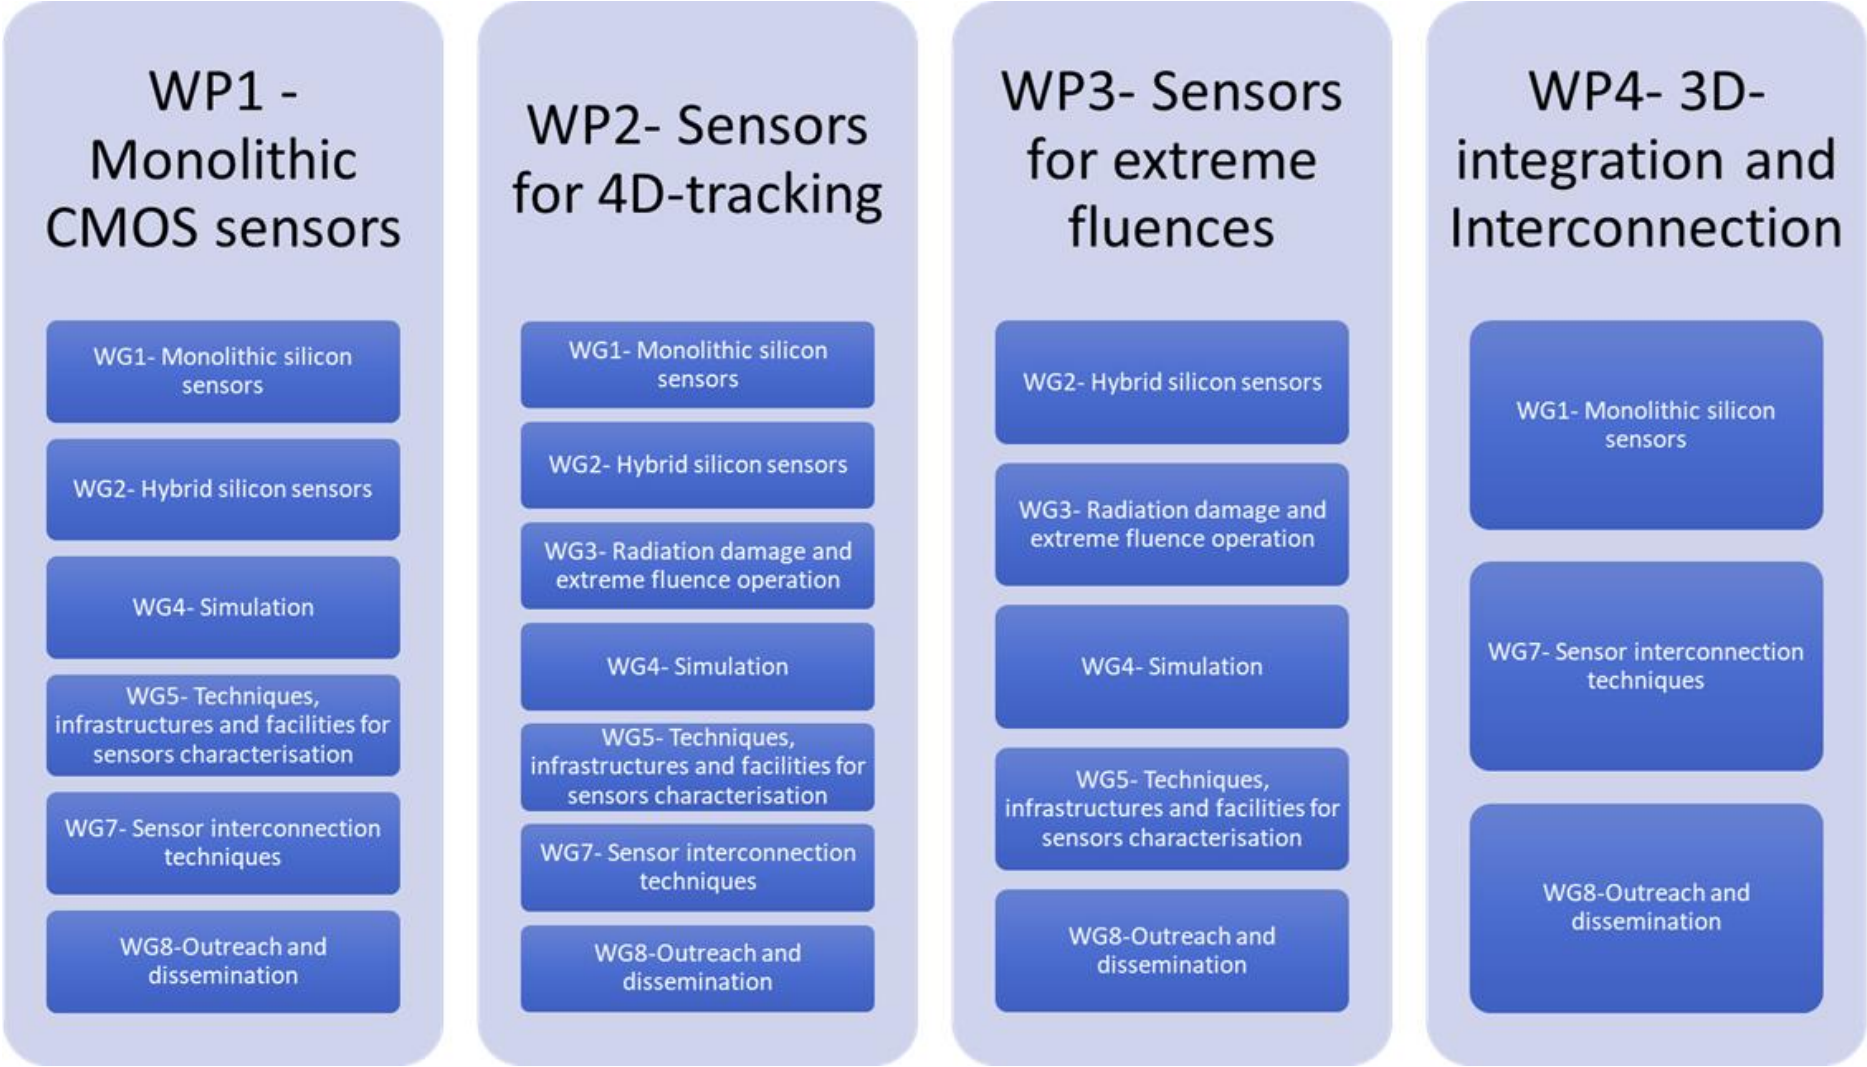 WP1 -
Monolithic
CMOS sensors
WG1- Monolithic silicon
sensors
WG2- Hybrid silicon sensors
WG4- Simulation
WG5- Techniques,
infrastructures and facilities for
sensors characterisation
WG7- Sensor interconnection
techniques
WG8-Outreach and
dissemination
WP2- Sensors
for 4D-tracking
WG1- Monolithic silicon
sensors
WG2- Hybrid silicon sensors
WG3- Radiation damage and
extreme fluence operation
WG4- Simulation
WG5- Techniques,
infrastructures and facilities for
sensors characterisation
WG7- Sensor interconnection
techniques
WG8-Outreach and
dissemination
WP3- Sensors
for extreme
fluences
WG2- Hybrid silicon sensors
WG3- Radiation damage and
extreme fluence operation
WG4- Simulation
WG5- Techniques,
infrastructures and facilities for
sensors characterisation
WG8-Outreach and
dissemination
WP4- 3D-
integration and
Interconnection
WG1- Monolithic silicon
sensors
WG7- Sensor interconnection
techniques
WG8-Outreach and
dissemination